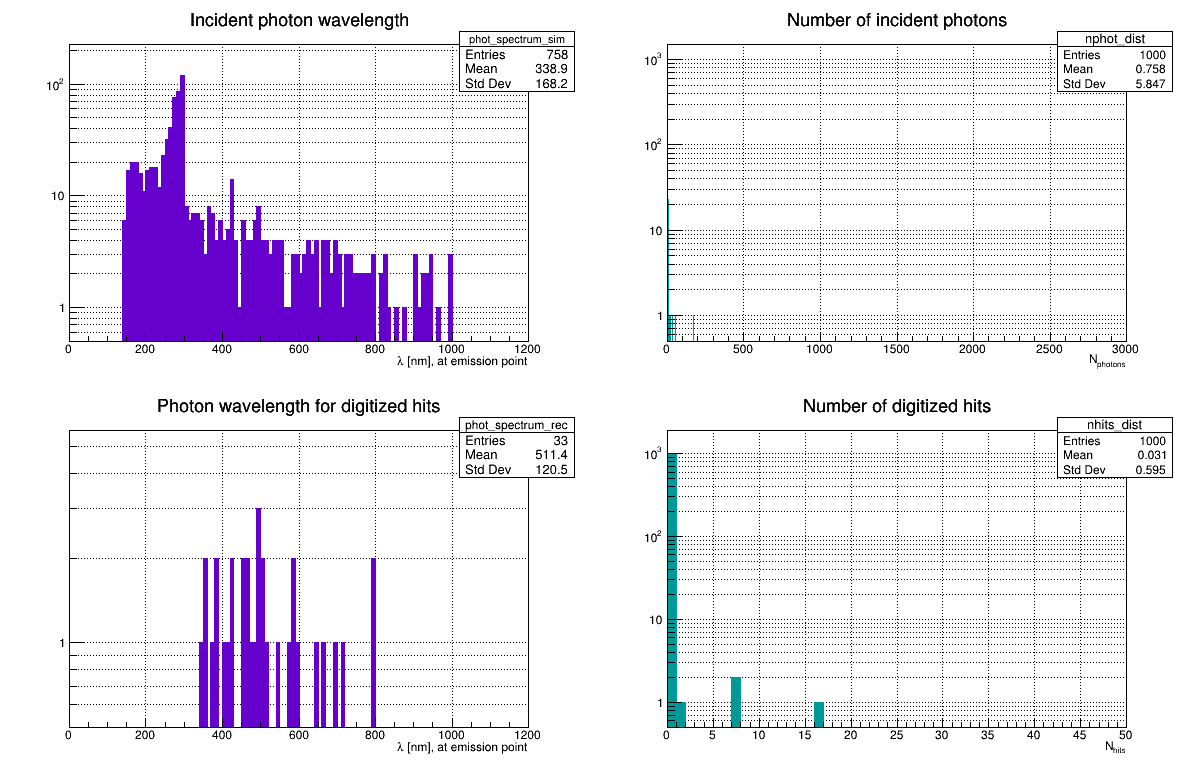 Incident photon wavelength
phot_spectrum_sim
Entries 758
Mean 338.9
Std Dev 168.2
10²
10
1
0 200 400 600 800 1000 1200
λ [nm], at emission point
Number of incident photons
nphot_dist
Entries 1000
Mean 0.758
Std Dev 5.847
10³
10²
10
1
0 500 1000 1500 2000 2500 3000
Nphotons
Photon wavelength for digitized hits
phot_spectrum_rec
Entries 33
Mean 511.4
Std Dev 120.5
1
0 200 400 600 800 1000 1200
λ [nm], at emission point
Number of digitized hits
nhits_dist
Entries 1000
Mean 0.031
Std Dev 0.595
10³
10²
10
1
0 5 10 15 20 25 30 35 40 45 50
Nhits